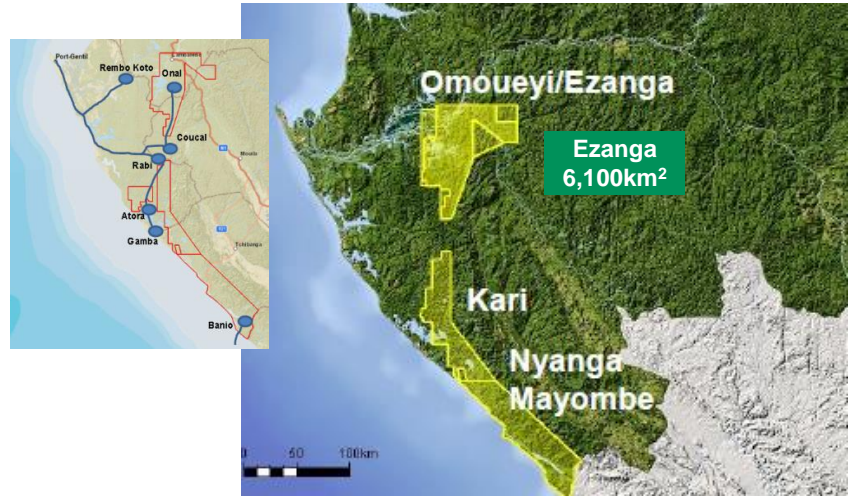 Port-Gentil
Rembo Koto
Onal
Coucal
Rabi
Atora
Gamba
Banio
Omoueyi/Ezanga
Ezanga
6,100km²
Kari
Nyanga
Mayombe
0 50 100km